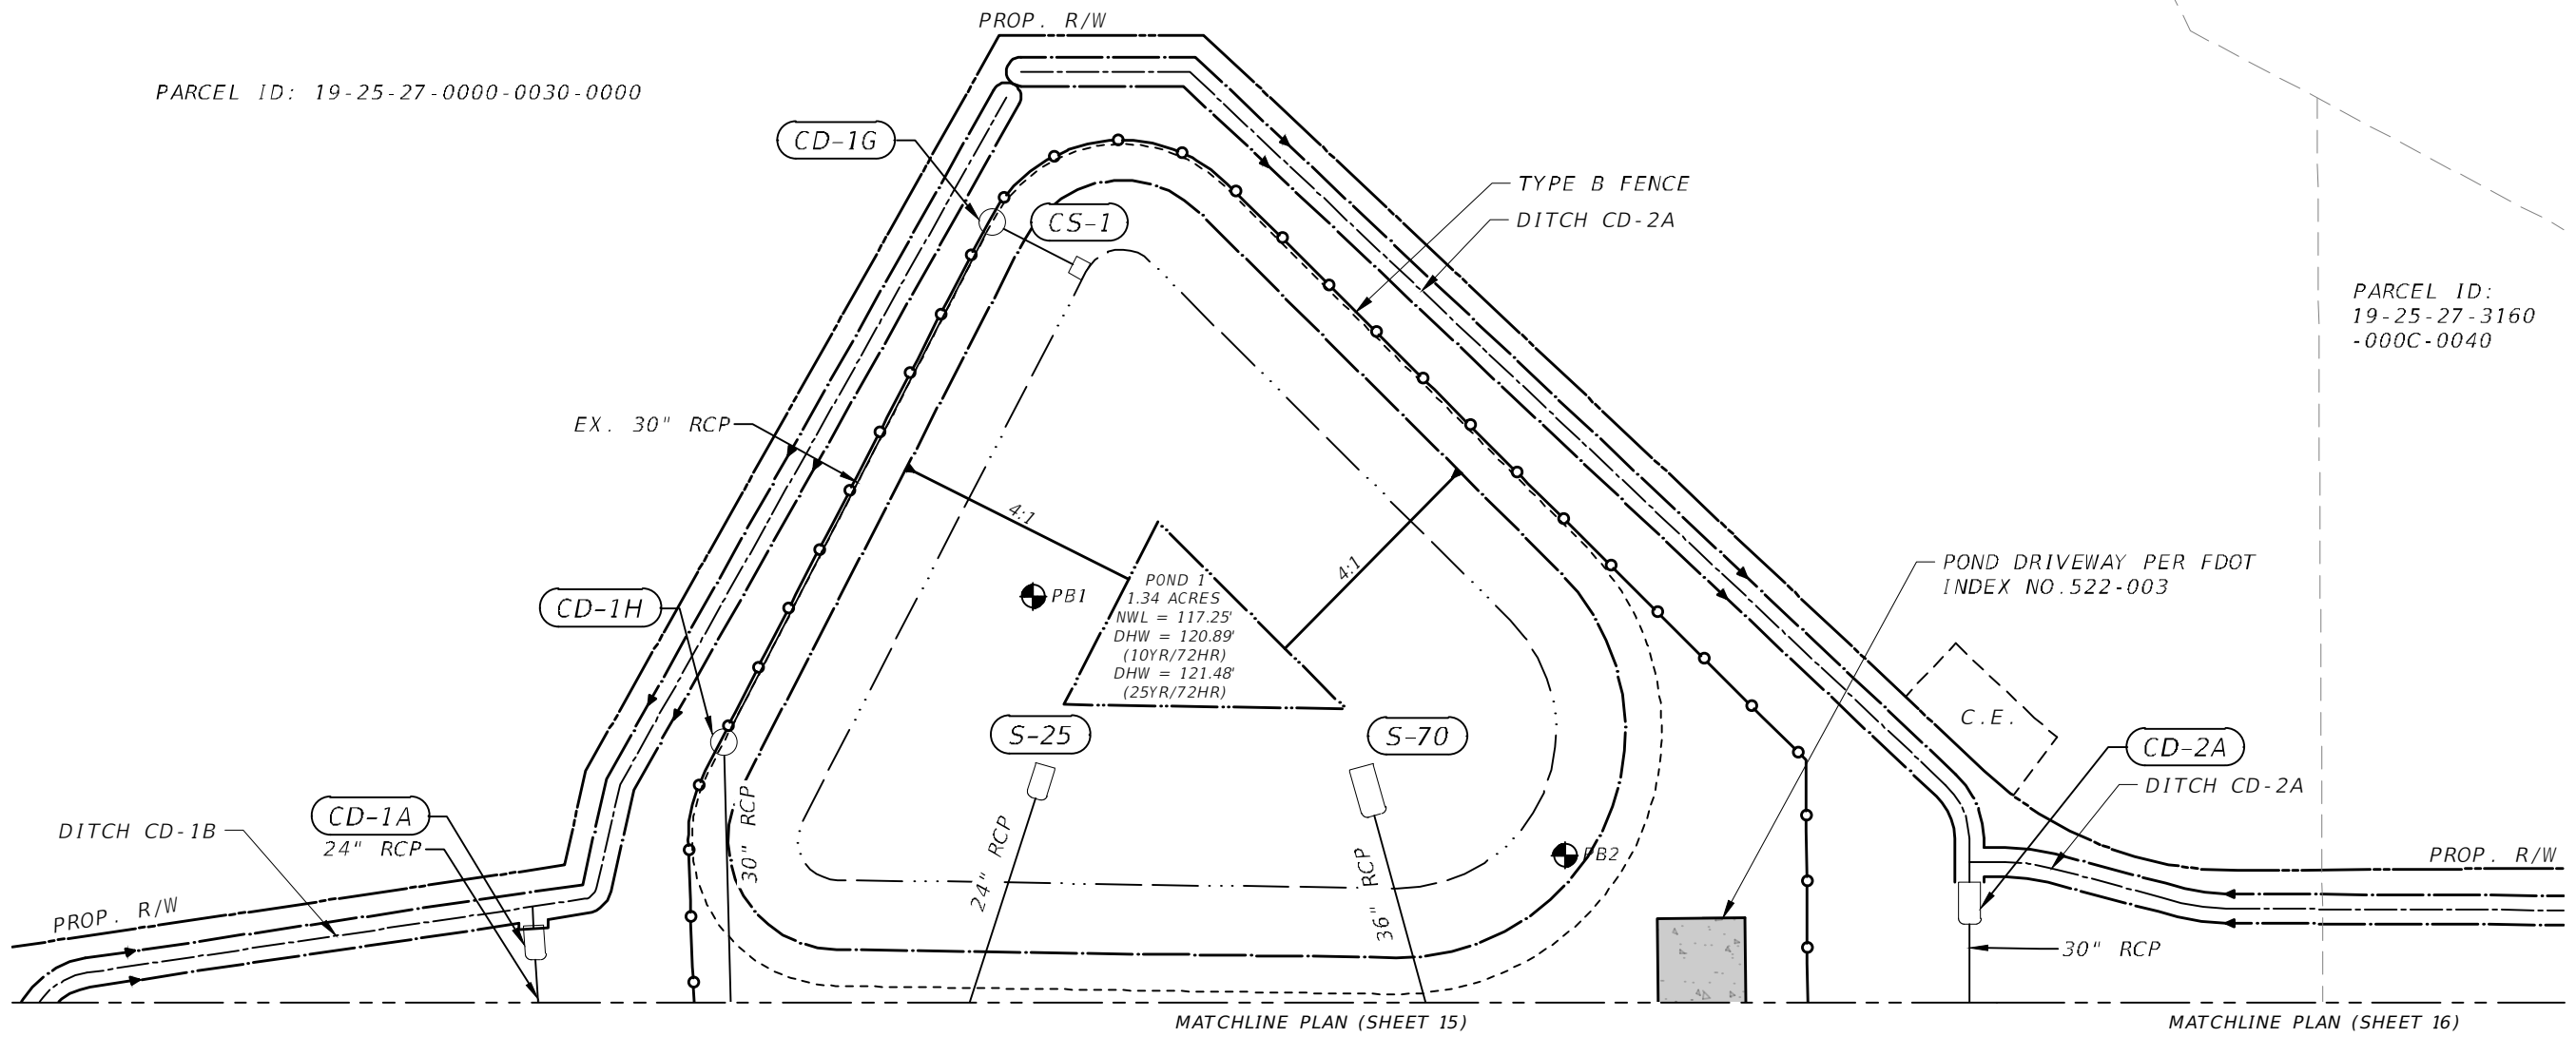 PROP. R/W
PARCEL ID: 19-25-27-0000-0030-0000
CD-1G
CS-1
TYPE B FENCE
DITCH CD-2A
PARCEL ID:
19-25-27-3160
-000C-0040
EX. 30" RCP
4:1
4:1
POND DRIVEWAY PER FDOT
INDEX NO.522-003
CD-1H
PB1
POND 1
1.34 ACRES
NWL = 117.25'
DHW = 120.89'
(10YR/72HR)
DHW = 121.48'
(25YR/72HR)
S-25
S-70
C.E.
CD-2A
DITCH CD-2A
CD-1A
DITCH CD-1B
24" RCP
30" RCP
24" RCP
36" RCP
PB2
PROP. R/W
PROP. R/W
30" RCP
MATCHLINE PLAN (SHEET 15)
MATCHLINE PLAN (SHEET 16)